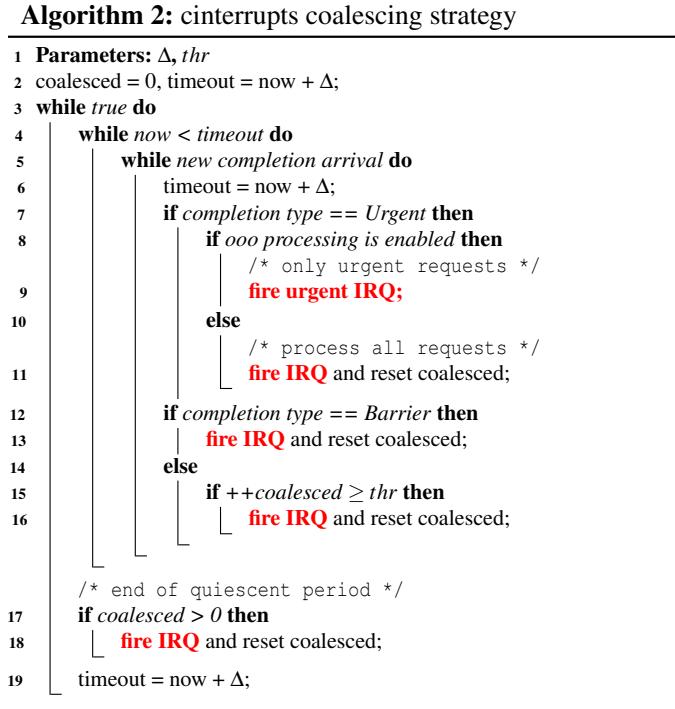 Algorithm 2: cinterrupts coalescing strategy
1 Parameters: Δ, thr
2 coalesced = 0, timeout = now + Δ;
3 while true do
4 while now < timeout do
5 while new completion arrival do
6 timeout = now + Δ;
7 if completion type == Urgent then
8 if ooo processing is enabled then
/* only urgent requests */
9 fire urgent IRQ;
10 else
/* process all requests */
11 fire IRQ and reset coalesced;
12 if completion type == Barrier then
13 fire IRQ and reset coalesced;
14 else
15 if ++coalesced ≥ thr then
16 fire IRQ and reset coalesced;
/* end of quiescent period */
17 if coalesced > 0 then
18 fire IRQ and reset coalesced;
19 timeout = now + Δ;